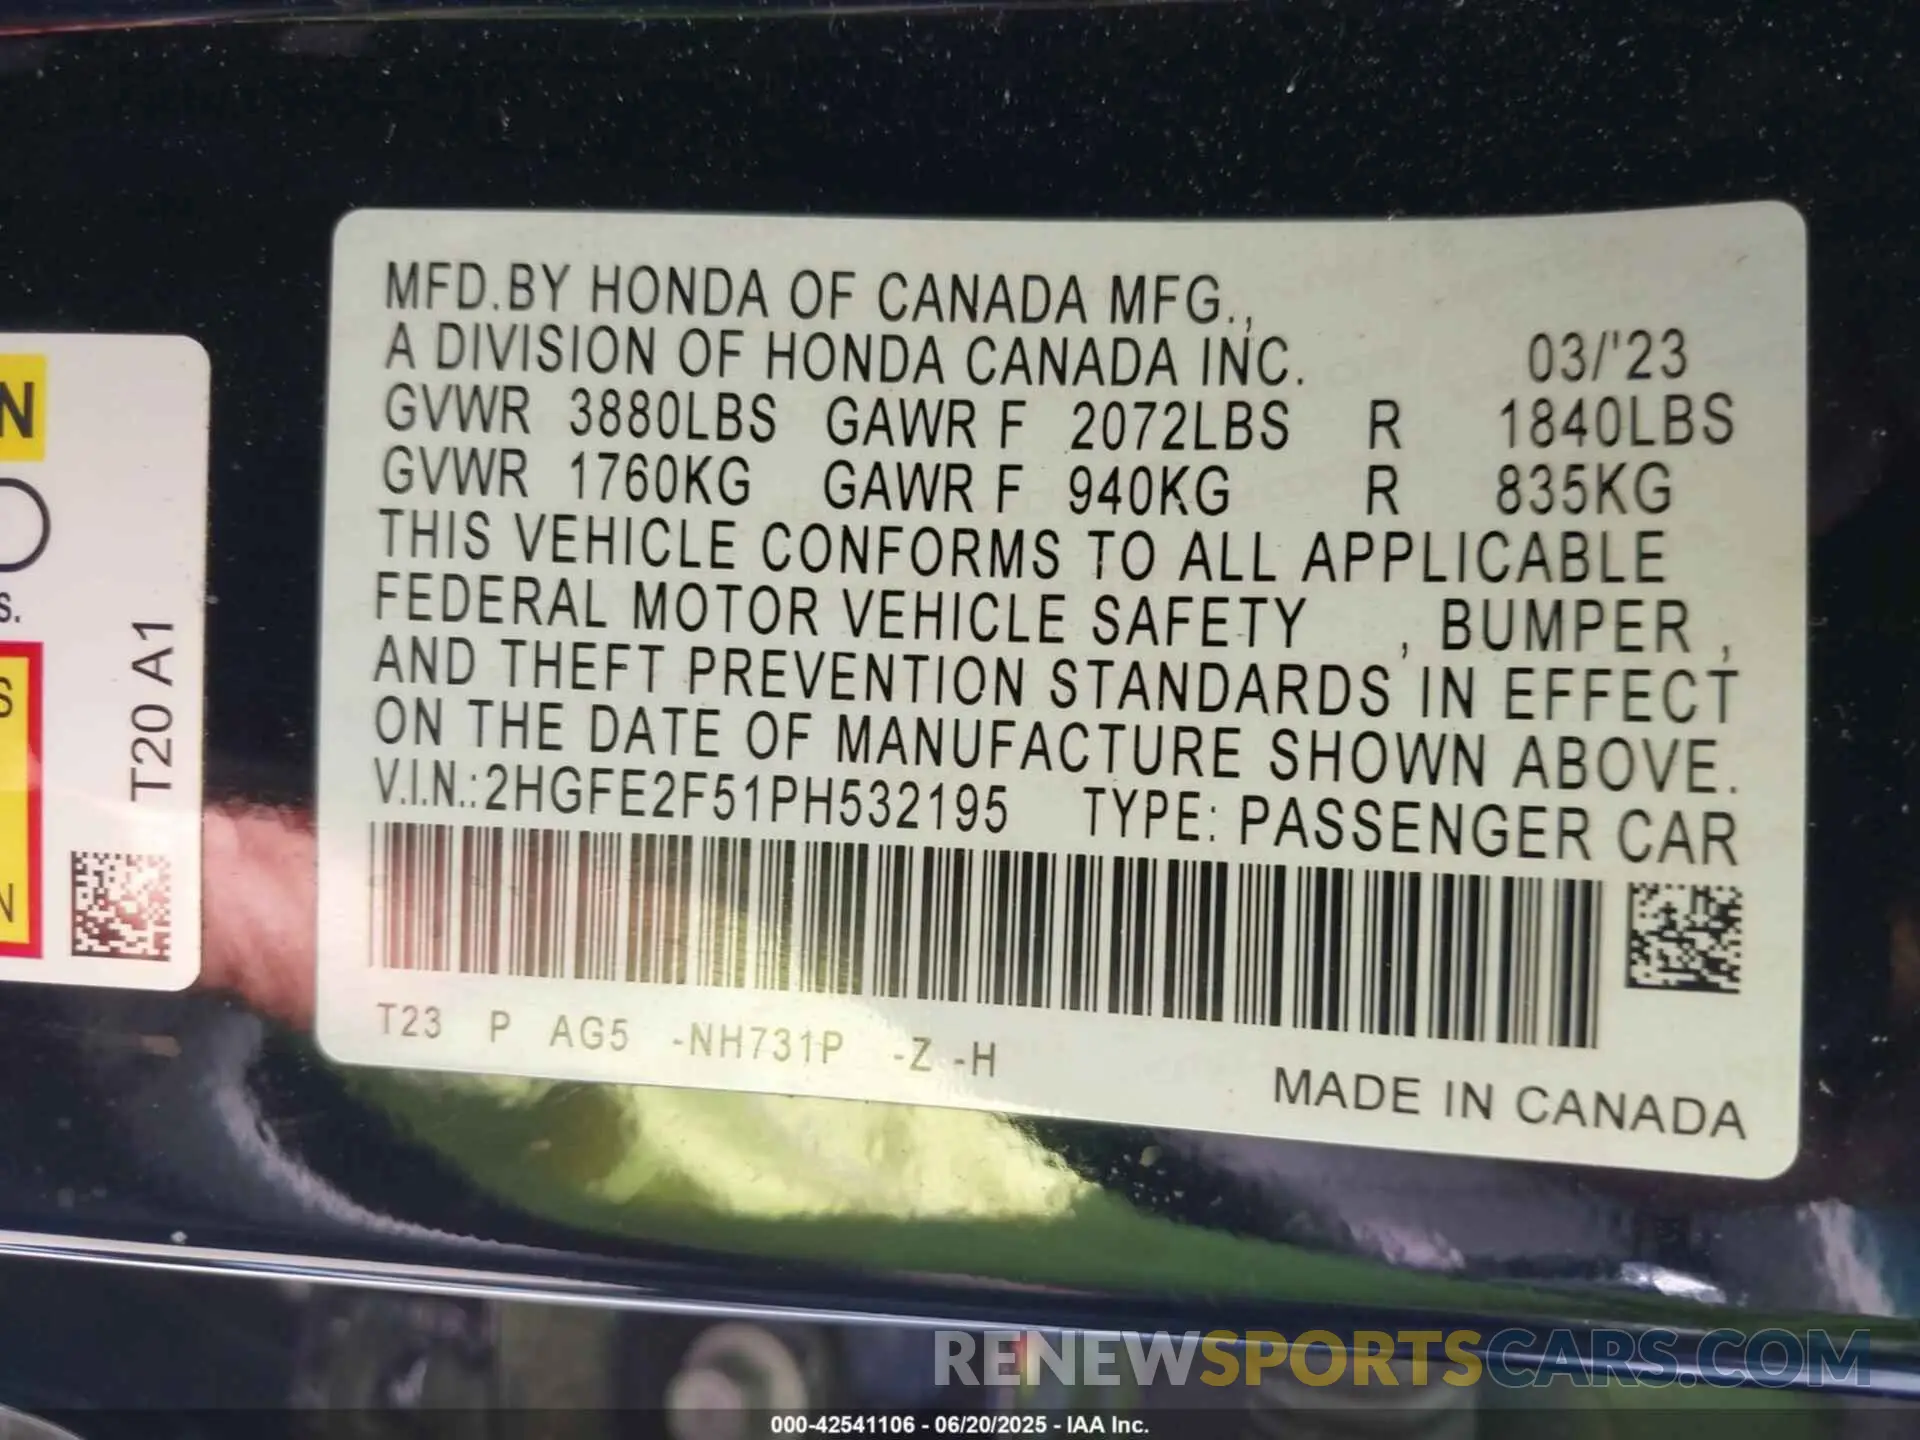 MFD.BY HONDA OF CANADA MFG.,
A DIVISION OF HONDA CANADA INC. 03/'23
GVWR 3880LBS GAWR F 2072LBS R 1840LBS
GVWR 1760KG GAWR F 940KG R 835KG
THIS VEHICLE CONFORMS TO ALL APPLICABLE
FEDERAL MOTOR VEHICLE SAFETY , BUMPER ,
AND THEFT PREVENTION STANDARDS IN EFFECT
ON THE DATE OF MANUFACTURE SHOWN ABOVE.
V.I.N.:2HGFE2F51PH532195 TYPE: PASSENGER CAR
T23 P AG5 -NH731P -Z -H
MADE IN CANADA
N
S.
S
N
T20 A1
RENEWSPORTSCARS.COM
000-42541106 - 06/20/2025 - IAA Inc.